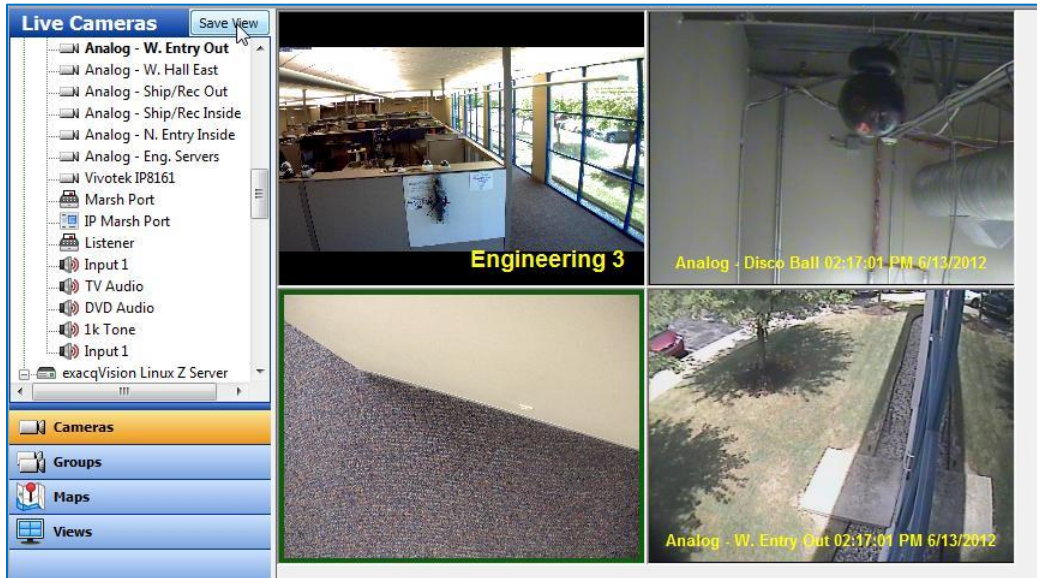 Live Cameras
Save View
Analog - W. Entry Out
Analog - W. Hall East
Analog - Ship/Rec Out
Analog - Ship/Rec Inside
Analog - N. Entry Inside
Analog - Eng. Servers
Vivotek IP8161
Marsh Port
IP Marsh Port
Listener
Input 1
TV Audio
DVD Audio
1k Tone
Input 1
exacqVision Linux Z Server
Cameras
Groups
Maps
Views
Engineering 3
Analog - Disco Ball 02:17:01 PM 6/13/2012
Analog - W. Entry Out 02:17:01 PM 6/13/2012